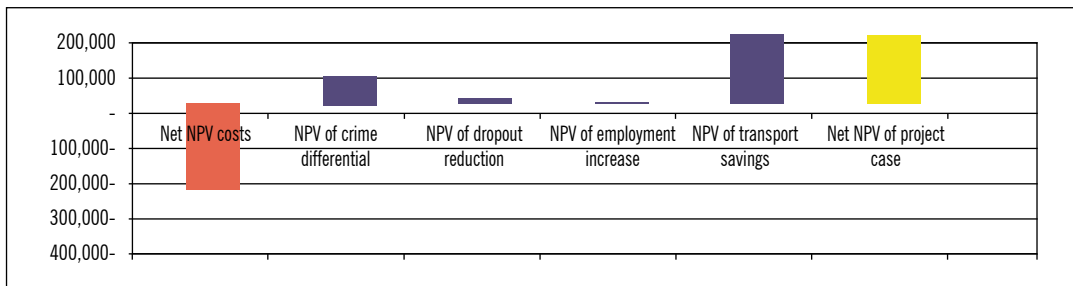 200,000
100,000
-
100,000-
200,000-
300,000-
400,000-
Net NPV costs
NPV of crime
differential
NPV of dropout
reduction
NPV of employment
increase
NPV of transport
savings
Net NPV of project
case